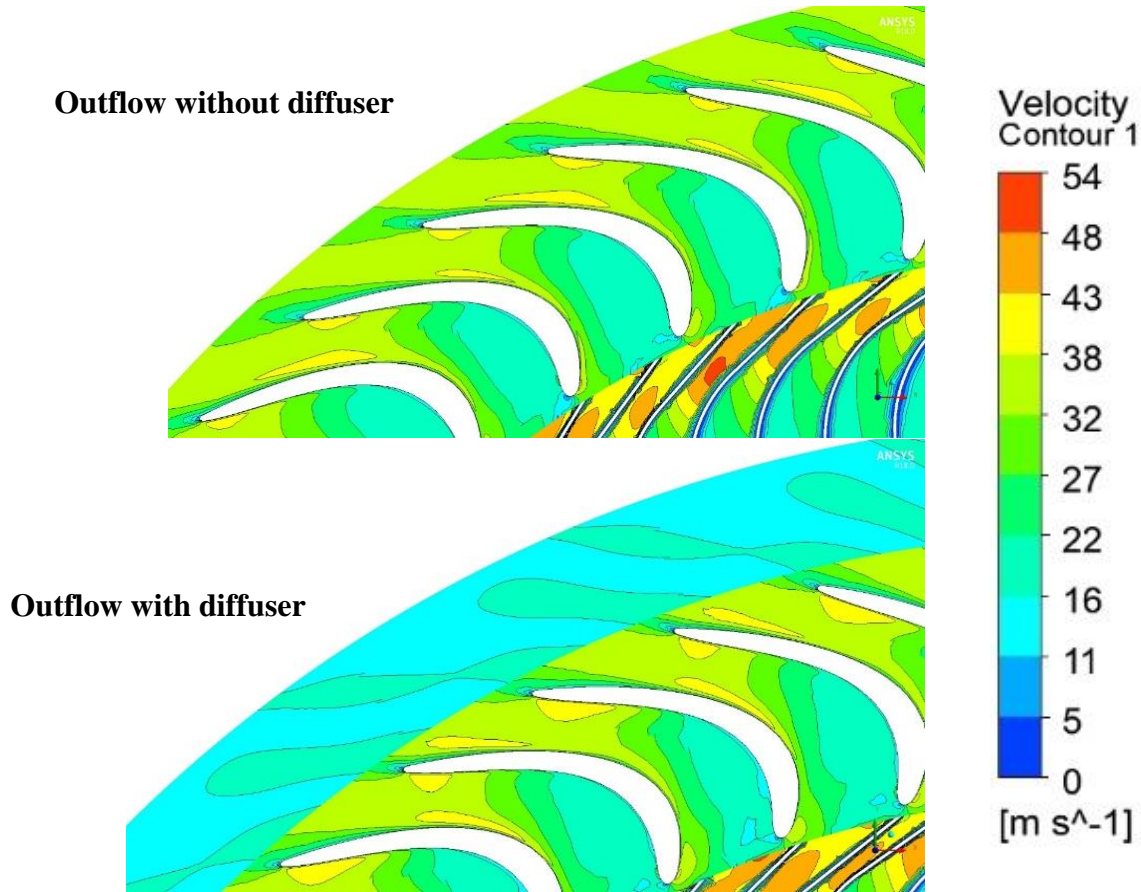 ANSYS
Outflow without diffuser
Velocity
Contour 1
54
48
43
38
32
27
22
16
11
5
0
[m s^-1]
ANSYS
Outflow with diffuser